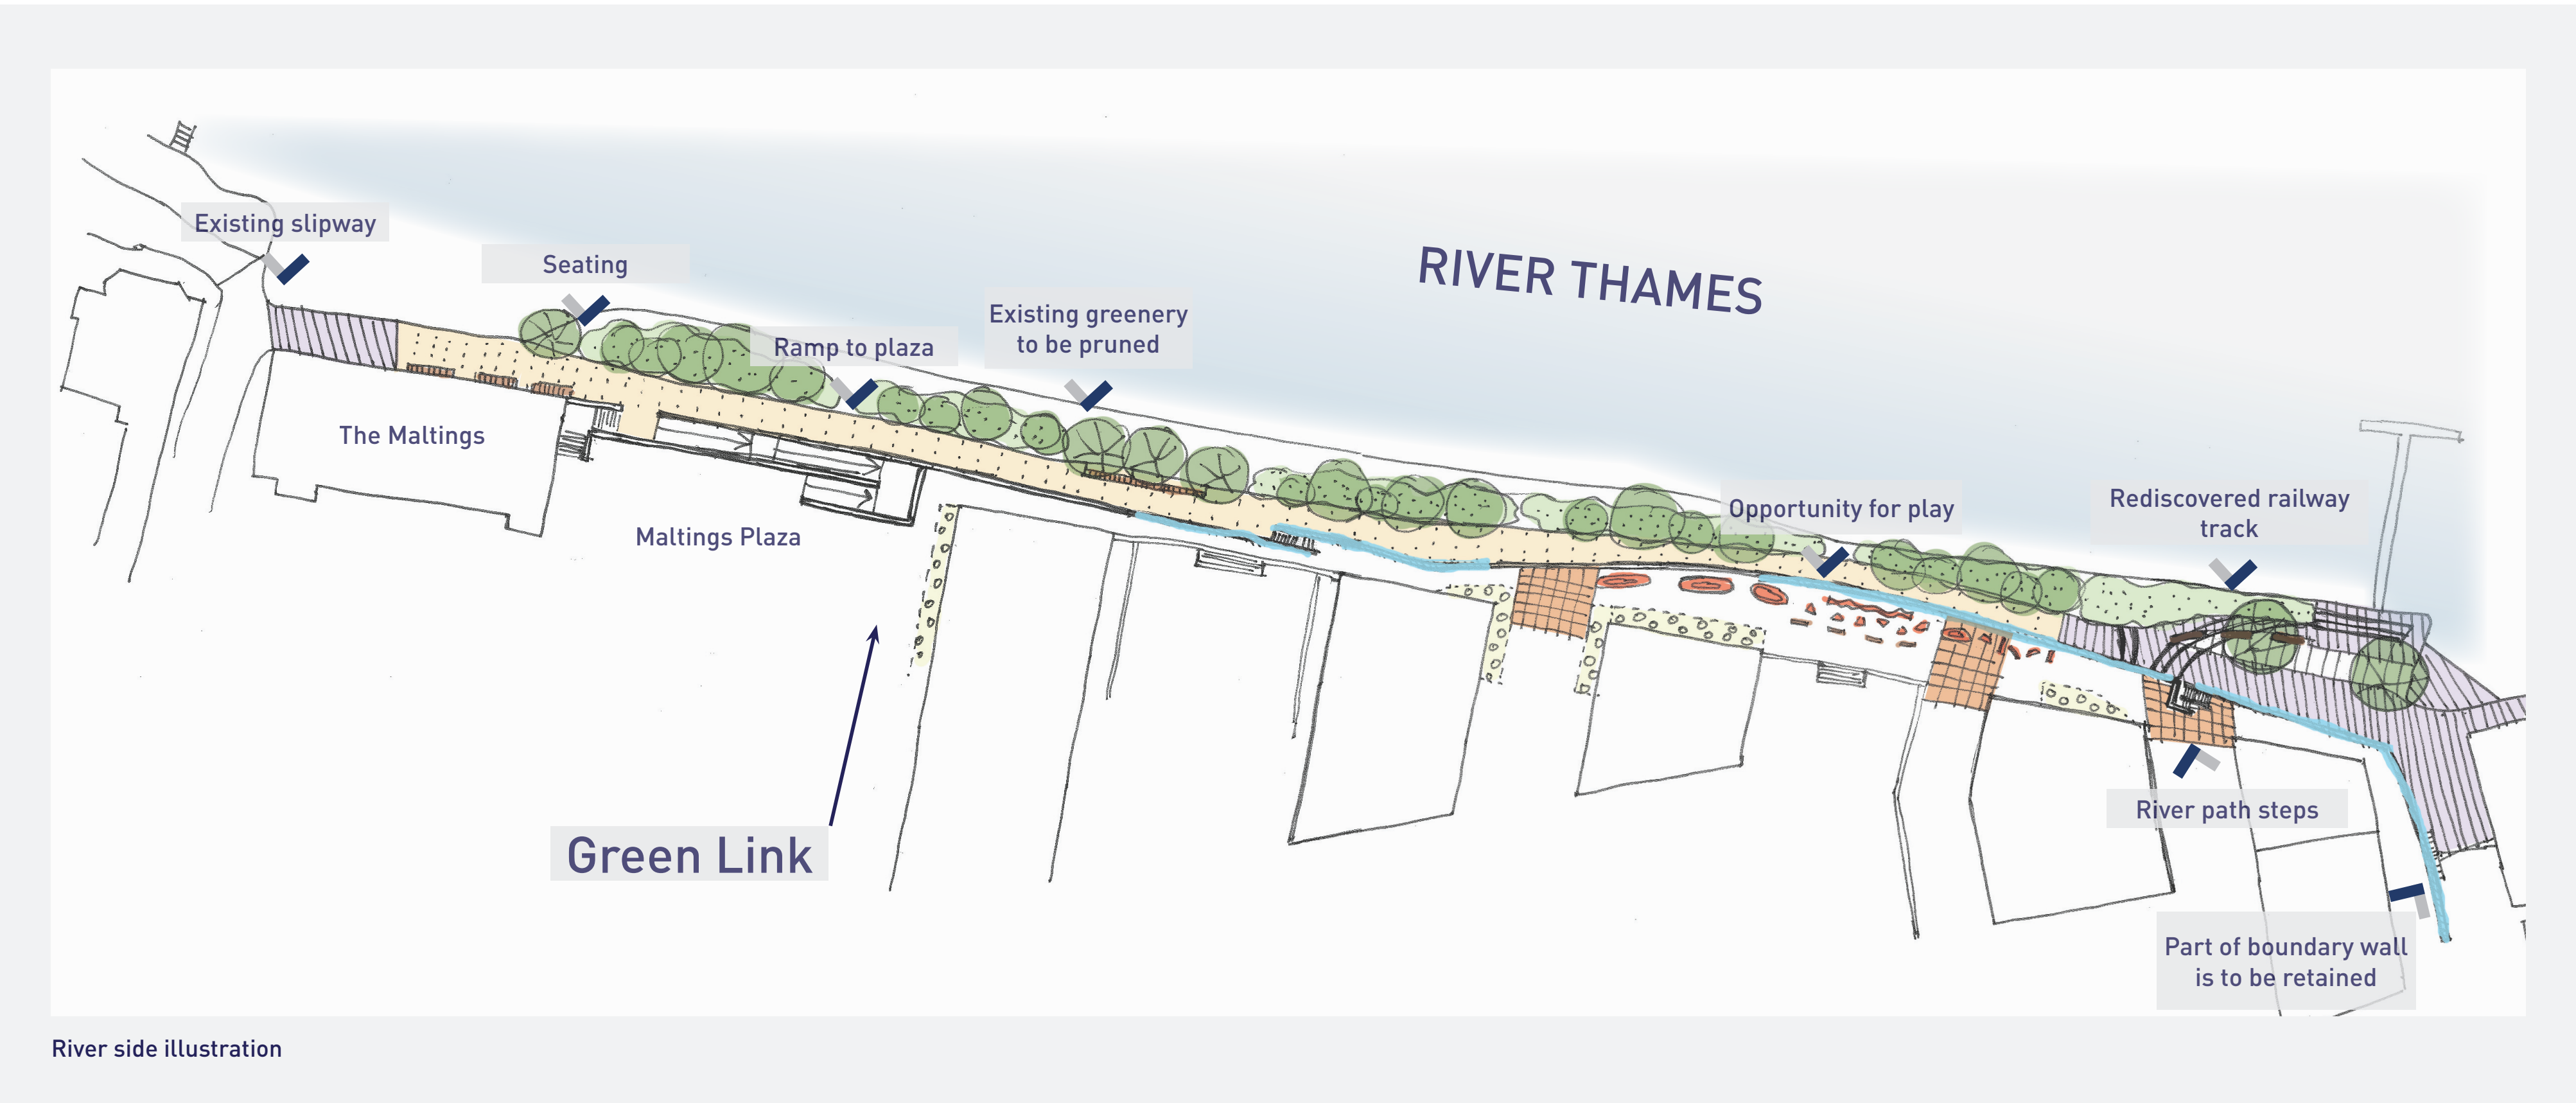 Existing slipway
Seating
RIVER THAMES
Existing greenery
to be pruned
Ramp to plaza
The Maltings
Opportunity for play
Rediscovered railway
track
Maltings Plaza
River path steps
Green Link
Part of boundary wall
is to be retained
River side illustration